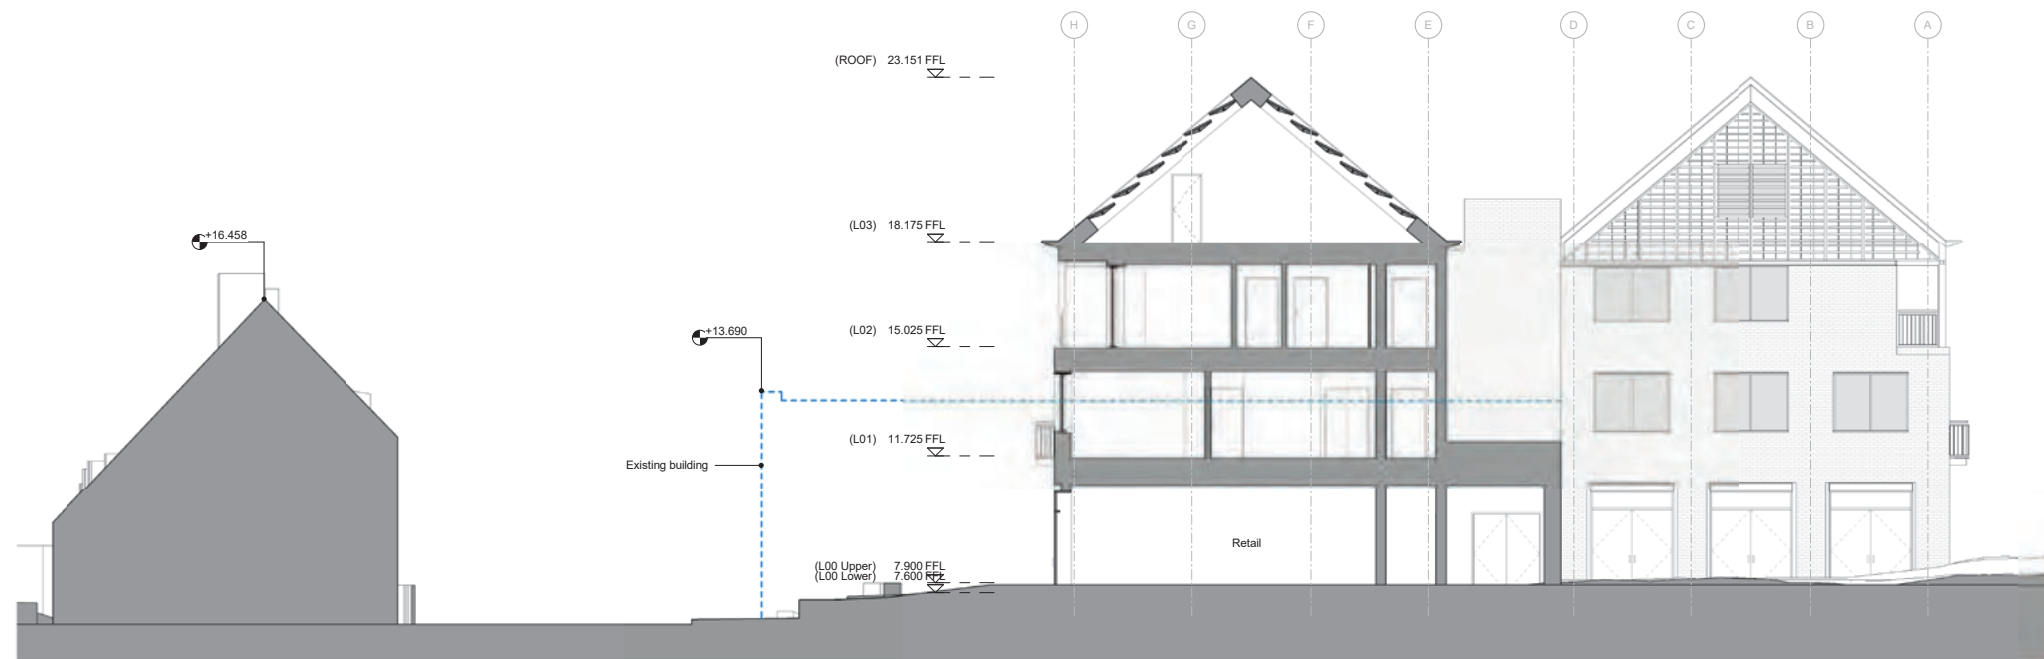 H G F E D C B A
(ROOF) 23.151 FFL
(L03) 18.175 FFL
+16.458
(L02) 15.025 FFL
+13.690
(L01) 11.725 FFL
Existing building
Retail
(L00 Upper) 7.900 FFL
(L00 Lower) 7.600 FFL